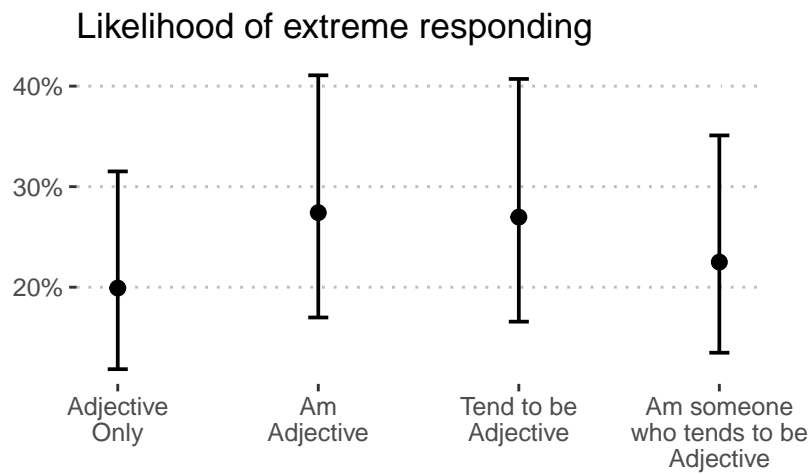 Likelihood of extreme responding
40%
30%
20%
Adjective
Only
Am
Adjective
Tend to be
Adjective
Am someone
who tends to be
Adjective